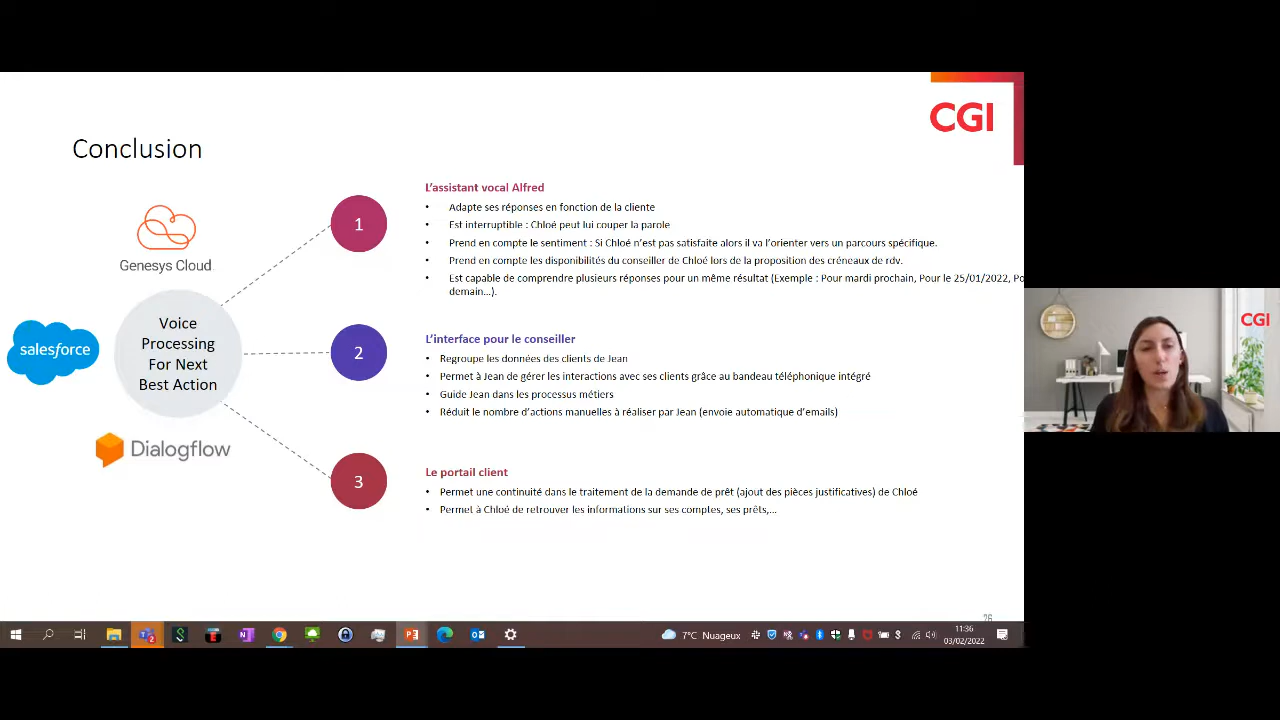 CGI
Conclusion
L'assistant vocal Alfred
• Adapte ses réponses en fonction de la cliente
• Est interruptible : Chloé peut lui couper la parole
• Prend en compte le sentiment : Si Chloé n'est pas satisfaite alors il va l'orienter vers un parcours spécifique.
• Prend en compte les disponibilités du conseiller de Chloé lors de la proposition des créneaux de rdv.
• Est capable de comprendre plusieurs réponses pour un même résultat (Exemple : Pour mardi prochain, Pour le 25/01/2022,
demain...).
1
Genesys Cloud
Voice
Processing
For Next
Best Action
salesforce
Dialogflow
2
L'interface pour le conseiller
• Regroupe les données des clients de Jean
• Permet à Jean de gérer les interactions avec ses clients grâce au bandeau téléphonique intégré
• Guide Jean dans les processus métiers
• Réduit le nombre d'actions manuelles à réaliser par Jean (envoie automatique d'emails)
3
Le portail client
• Permet une continuité dans le traitement de la demande de prêt (ajout des pièces justificatives) de Chloé
• Permet à Chloé de retrouver les informations sur ses comptes, ses prêts,...
CGI
7°C Nuageux
11:36
03/02/2022